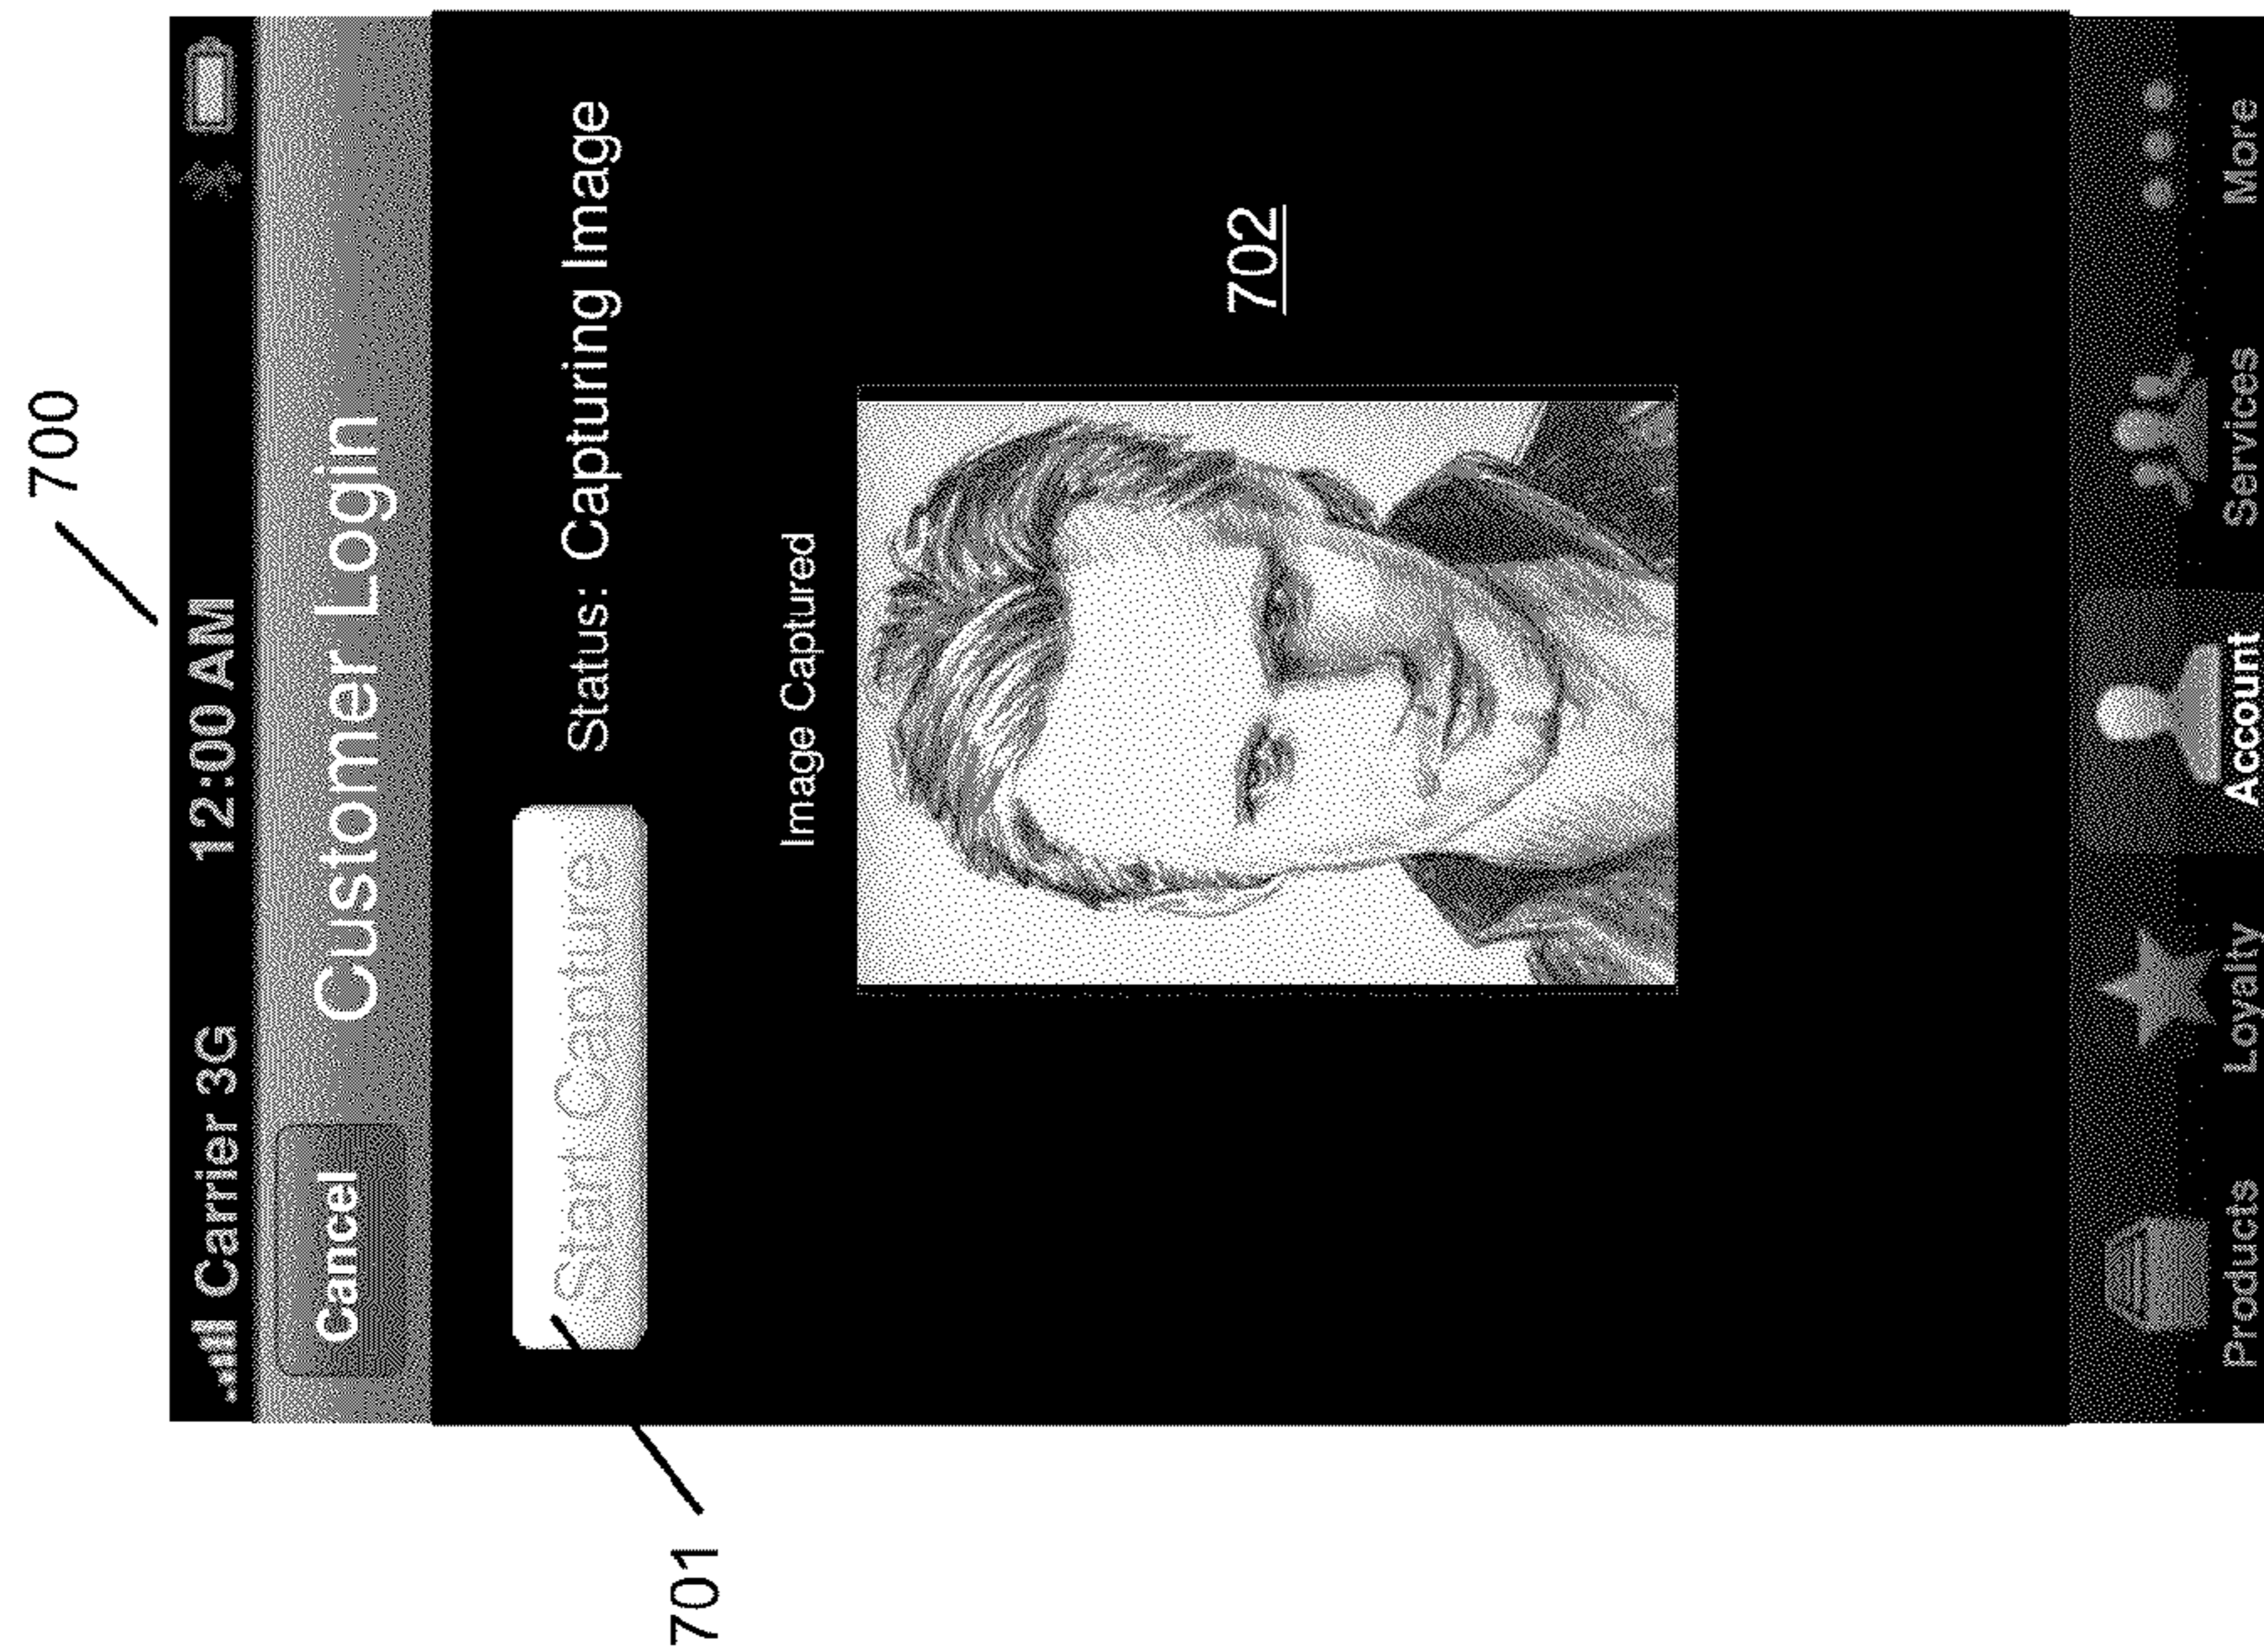 700
Carrier 3G 12:00 AM
Cancel Customer Login
701
Start Capture Status: Capturing Image
Image Captured
702
Products Loyalty Account Services More